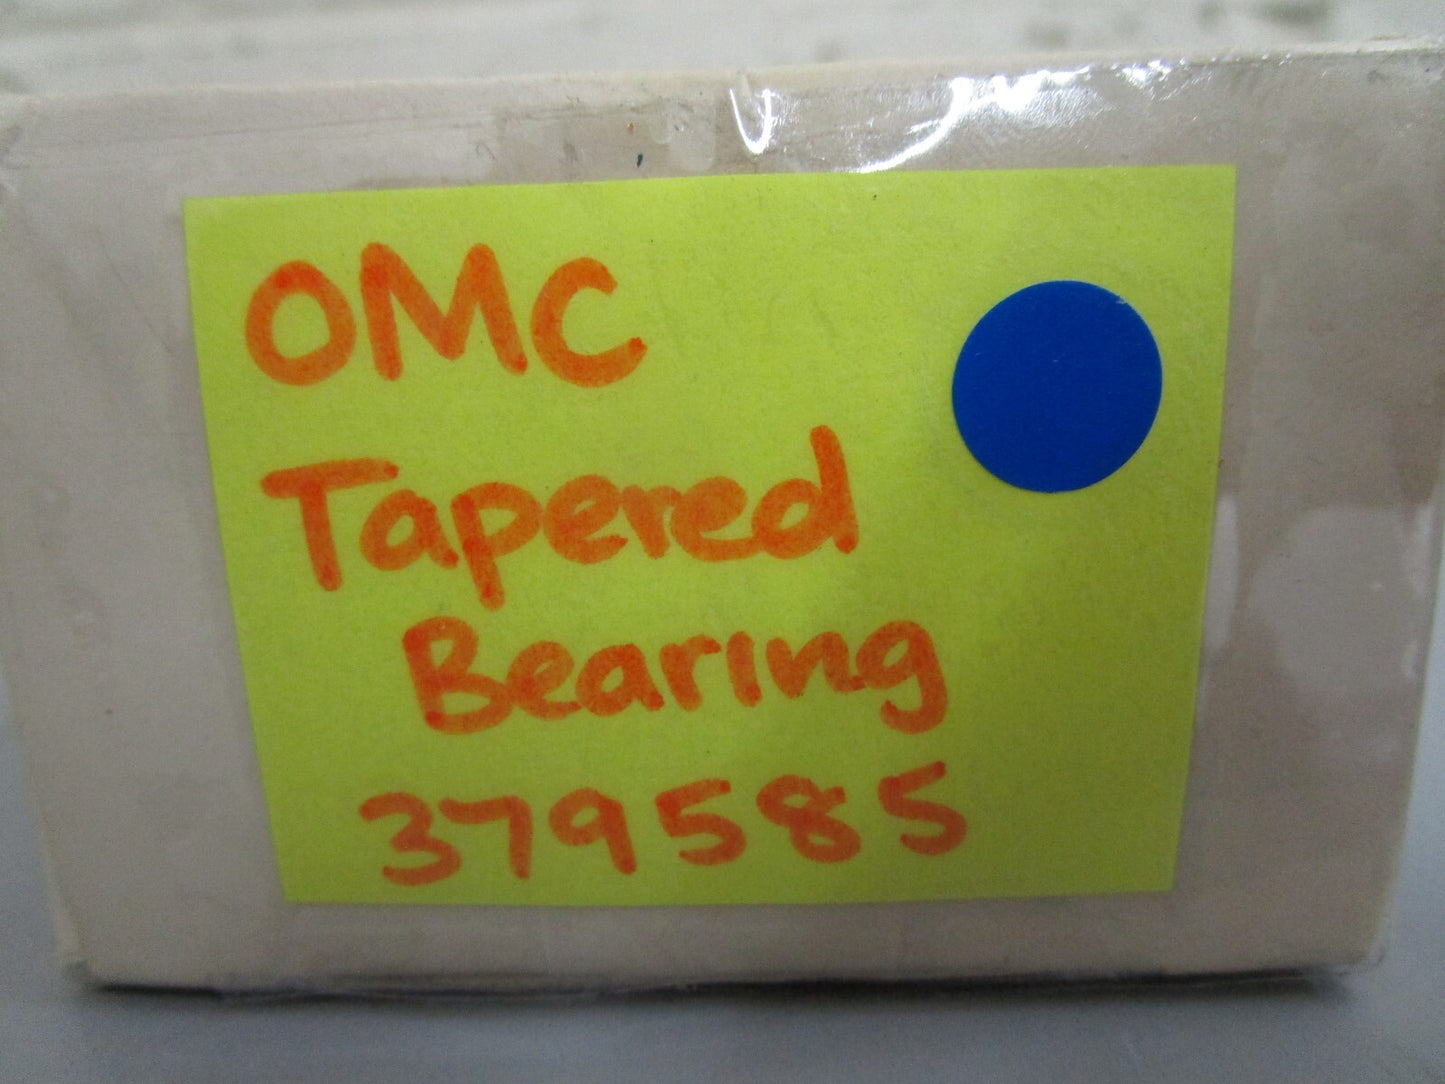 OMC
Tapered
Bearing
379585